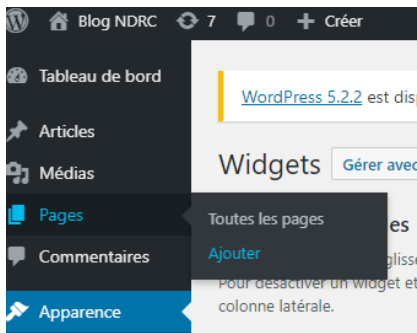 Blog NDRC 7 0 + Créer
Tableau de bord
WordPress 5.2.2 est
Articles
Widgets Gérer avec
Médias
Pages
Toutes les pages
Ajouter
Commentaires
Pour désactiver un widget et
colonne latérale.
Apparence